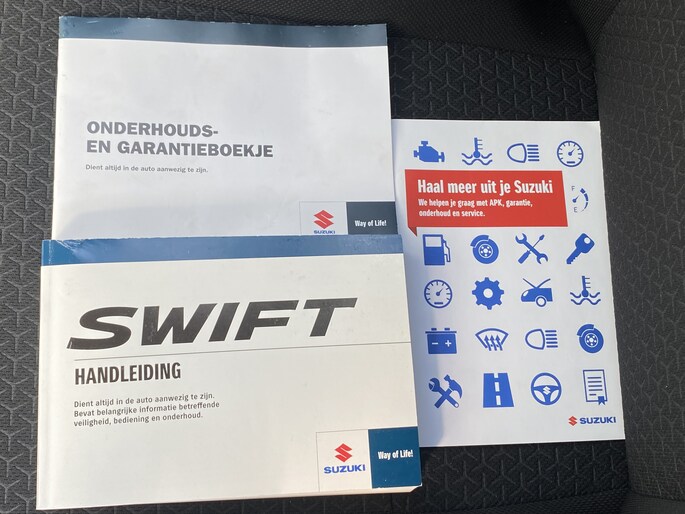 ONDERHOUDS-
EN GARANTIEBOEKJE
Dient altijd in de auto aanwezig te zijn.
SUZUKI
Way of Life!
Haal meer uit je Suzuki
We helpen je graag met APK, garantie,
onderhoud en service.
F
E
SUZUKI
SWIFT
HANDLEIDING
Dient altijd in de auto aanwezig te zijn.
Bevat belangrijke informatie betreffende
veiligheid, bediening en onderhoud.
SUZUKI
Way of Life!